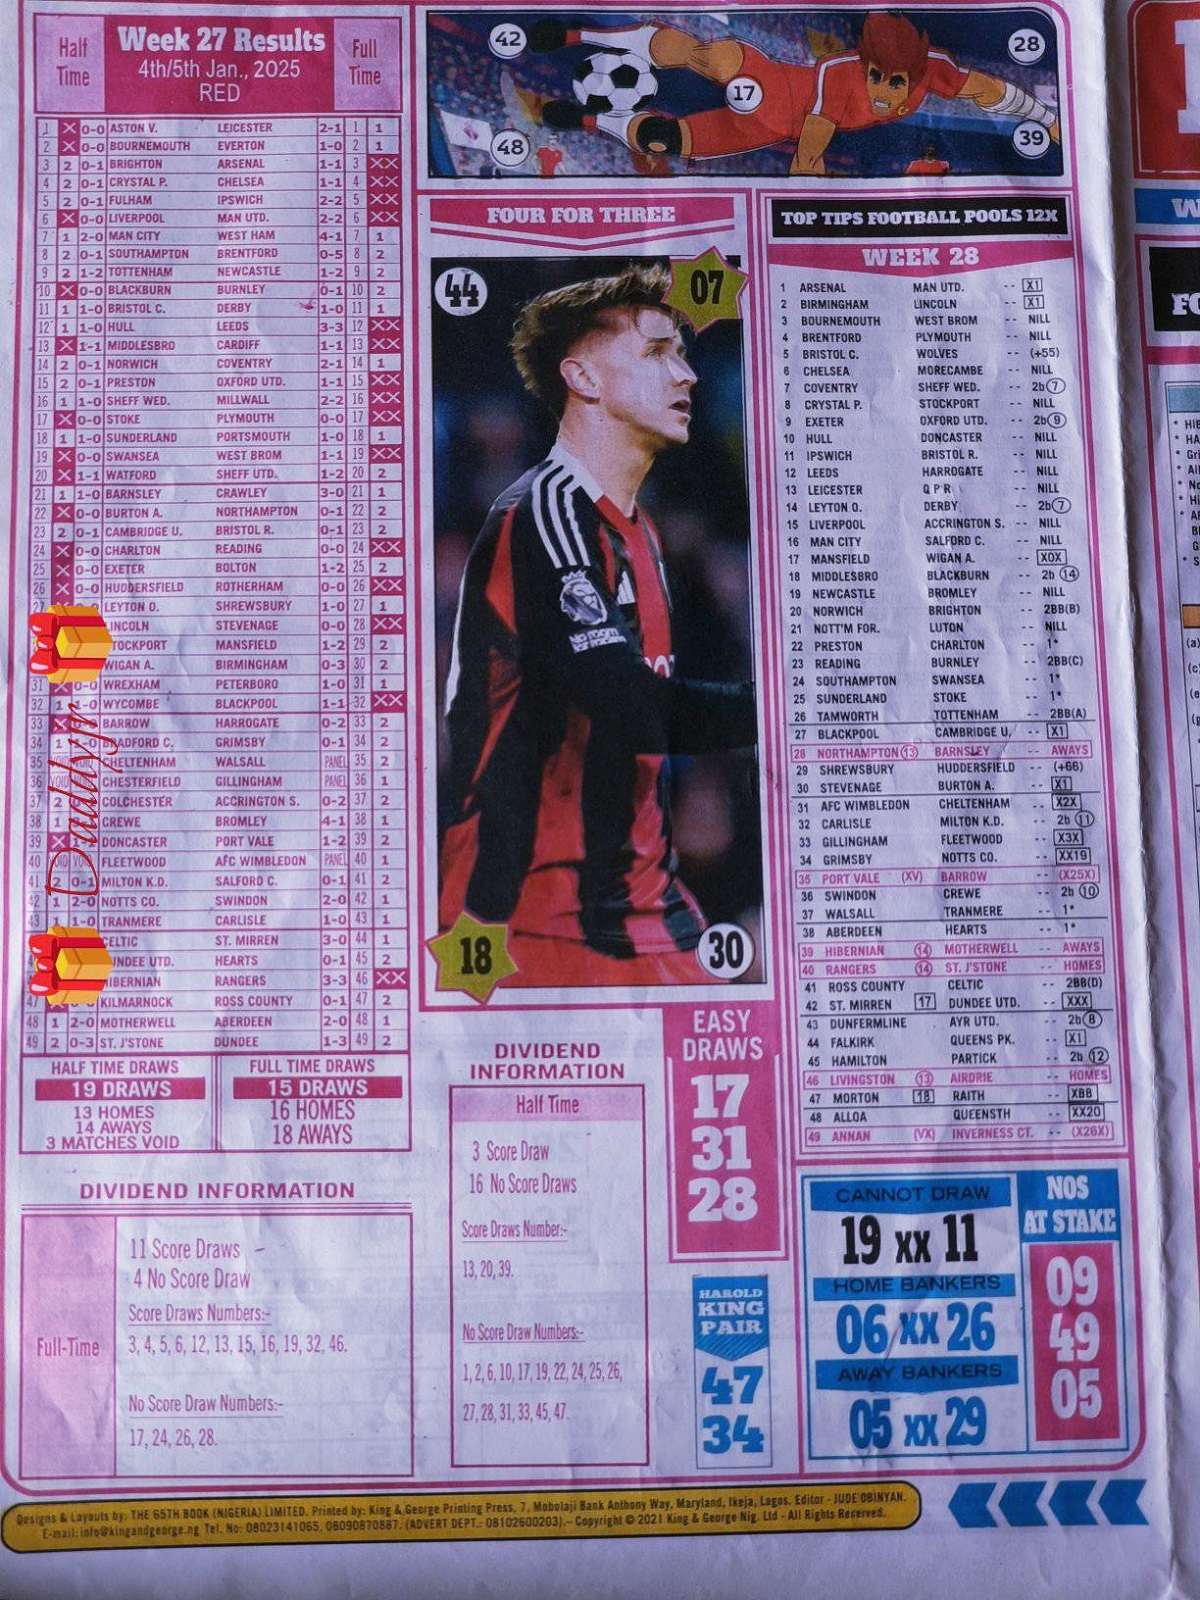 Half Time
Week 27 Results
4th/5th Jan., 2025
RED
Full Time
1 X 0-0 ASTON V. LEICESTER 2-1 1 1
2 X 0-0 BOURNEMOUTH EVERTON 1-0 2 1
3 2 0-1 BRIGHTON ARSENAL 1-1 3 XX
4 2 0-1 CRYSTAL P. CHELSEA 1-1 4 XX
5 2 0-1 FULHAM IPSWICH 2-2 5 XX
6 X 0-0 LIVERPOOL MAN UTD. 2-2 6 XX
7 1 2-0 MAN CITY WEST HAM 4-1 7 1
8 2 0-1 SOUTHAMPTON BRENTFORD 0-5 8 2
9 2 1-2 TOTTENHAM NEWCASTLE 1-2 9 2
10 X 0-0 BLACKBURN BURNLEY 0-1 10 2
11 1 1-0 BRISTOL C. DERBY 1-0 11 1
12 1 1-0 HULL LEEDS 3-3 12 XX
13 X 1-1 MIDDLESBRO CARDIFF 1-1 13 XX
14 2 0-1 NORWICH COVENTRY 2-1 14 1
15 2 0-1 PRESTON OXFORD UTD. 1-1 15 XX
16 1 1-0 SHEFF WED. MILLWALL 2-2 16 XX
17 X 0-0 STOKE PLYMOUTH 0-0 17 XX
18 1 1-0 SUNDERLAND PORTSMOUTH 1-0 18 1
19 X 0-0 SWANSEA WEST BROM 1-1 19 XX
20 X 1-1 WATFORD SHEFF UTD. 1-2 20 2
21 1 1-0 BARNSLEY CRAWLEY 3-0 21 1
22 X 0-0 BURTON A. NORTHAMPTON 0-1 22 2
23 2 0-1 CAMBRIDGE U. BRISTOL R. 0-1 23 2
24 X 0-0 CHARLTON READING 0-0 24 XX
25 X 0-0 EXETER BOLTON 1-2 25 2
26 X 0-0 HUDDERSFIELD ROTHERHAM 0-0 26 XX
LEYTON O. SHREWSBURY 1-0 27 1
LINCOLN STEVENAGE 0-0 28 XX
STOCKPORT MANSFIELD 1-2 29 2
WIGAN A. BIRMINGHAM 0-3 30 2
31 X 0-0 WREXHAM PETERBORO 1-0 31 1
32 1 1-0 WYCOMBE BLACKPOOL 1-1 32 XX
33 X BARROW HARROGATE 0-2 33 2
34 1 1-0 BRADFORD C. GRIMSBY 0-1 34 2
35 VOID VOID CHELTENHAM WALSALL PANEL 35 2
36 VOID CHESTERFIELD GILLINGHAM PANEL 36 1
37 2 COLCHESTER ACCRINGTON S. 0-2 37 2
38 1 CREWE BROMLEY 4-1 38 1
39 X 1-1 DONCASTER PORT VALE 1-2 39 2
40 VOID FLEETWOOD AFC WIMBLEDON PANEL 40 1
41 2 0-1 MILTON K.D. SALFORD C. 0-1 41 2
42 1 2-0 NOTTS CO. SWINDON 2-0 42 1
43 1 1-0 TRANMERE CARLISLE 1-0 43 1
CELTIC ST. MIRREN 3-0 44 1
DUNDEE UTD. HEARTS 0-1 45 2
HIBERNIAN RANGERS 3-3 46 XX
47 KILMARNOCK ROSS COUNTY 0-1 47 2
48 1 2-0 MOTHERWELL ABERDEEN 2-0 48 1
49 2 0-3 ST. J'STONE DUNDEE 1-3 49 2
Daddyjr
HALF TIME DRAWS
19 DRAWS
13 HOMES
14 AWAYS
3 MATCHES VOID
FULL TIME DRAWS
15 DRAWS
16 HOMES
18 AWAYS
DIVIDEND INFORMATION
Full-Time
11 Score Draws
4 No Score Draw
Score Draws Numbers:-
3, 4, 5, 6, 12, 13, 15, 16, 19, 32, 46.
No Score Draw Numbers:-
17, 24, 26, 28.
42
28
17
48
39
FOUR FOR THREE
44
07
18
30
DIVIDEND
INFORMATION
Half Time
3 Score Draw
16 No Score Draws
Score Draws Number:-
13, 20, 39.
No Score Draw Numbers:-
1, 2, 6, 10, 17, 19, 22, 24, 25, 26,
27, 28, 31, 33, 45, 47.
EASY
DRAWS
17
31
28
HAROLD
KING
PAIR
47
34
TOP TIPS FOOTBALL POOLS 12X
WEEK 28
1 ARSENAL MAN UTD. -- X1
2 BIRMINGHAM LINCOLN -- X1
3 BOURNEMOUTH WEST BROM -- NILL
4 BRENTFORD PLYMOUTH -- NILL
5 BRISTOL C. WOLVES -- (+55)
6 CHELSEA MORECAMBE -- NILL
7 COVENTRY SHEFF WED. -- 2b 7
8 CRYSTAL P. STOCKPORT -- NILL
9 EXETER OXFORD UTD. -- 2b 9
10 HULL DONCASTER -- NILL
11 IPSWICH BRISTOL R. -- NILL
12 LEEDS HARROGATE -- NILL
13 LEICESTER Q P R -- NILL
14 LEYTON O. DERBY -- 2b 7
15 LIVERPOOL ACCRINGTON S. -- NILL
16 MAN CITY SALFORD C. -- NILL
17 MANSFIELD WIGAN A. -- XOX
18 MIDDLESBRO BLACKBURN -- 2b 14
19 NEWCASTLE BROMLEY -- NILL
20 NORWICH BRIGHTON -- 2BB(B)
21 NOTT'M FOR. LUTON -- NILL
22 PRESTON CHARLTON -- 1*
23 READING BURNLEY -- 2BB(C)
24 SOUTHAMPTON SWANSEA -- 1*
25 SUNDERLAND STOKE -- 1*
26 TAMWORTH TOTTENHAM -- 2BB(A)
27 BLACKPOOL CAMBRIDGE U, -- X1
28 NORTHAMPTON 13 BARNSLEY -- AWAYS
29 SHREWSBURY HUDDERSFIELD -- (+66)
30 STEVENAGE BURTON A. -- X1
31 AFC WIMBLEDON CHELTENHAM -- X2X
32 CARLISLE MILTON K.D. -- 2b 11
33 GILLINGHAM FLEETWOOD -- X3X
34 GRIMSBY NOTTS CO. -- XX19
35 PORT VALE (XV) BARROW -- (X25X)
36 SWINDON CREWE -- 2b 10
37 WALSALL TRANMERE -- 1*
38 ABERDEEN HEARTS -- 1*
39 HIBERNIAN 14 MOTHERWELL -- AWAYS
40 RANGERS 14 ST. J'STONE -- HOMES
41 ROSS COUNTY CELTIC -- 2BB(D)
42 ST. MIRREN 17 DUNDEE UTD. -- XXX
43 DUNFERMLINE AYR UTD. -- 2b 8
44 FALKIRK QUEENS PK. -- X1
45 HAMILTON PARTICK -- 2b 12
46 LIVINGSTON 13 AIRDRIE -- HOMES
47 MORTON 18 RAITH -- XBB
48 ALLOA QUEENSTH -- XX20
49 ANNAN (VX) INVERNESS CT. -- (X26X)
CANNOT DRAW
19 XX 11
HOME BANKERS
06 XX 26
AWAY BANKERS
05 XX 29
NOS
AT STAKE
09
49
05
Designs & Layouts by: THE 65TH BOOK (NIGERIA) LIMITED. Printed by: King & George Printing Press, 7, Mobolaji Bank Anthony Way, Maryland, Ikeja, Lagos. Editor - JUDE OBINYAN.
E-mail: info@kingandgeorge.ng Tel. No: 08023141065, 08090870887. (ADVERT DEPT.: 08102600203).- Copyright © 2021 King & George Nig. Ltd - All Rights Reserved.